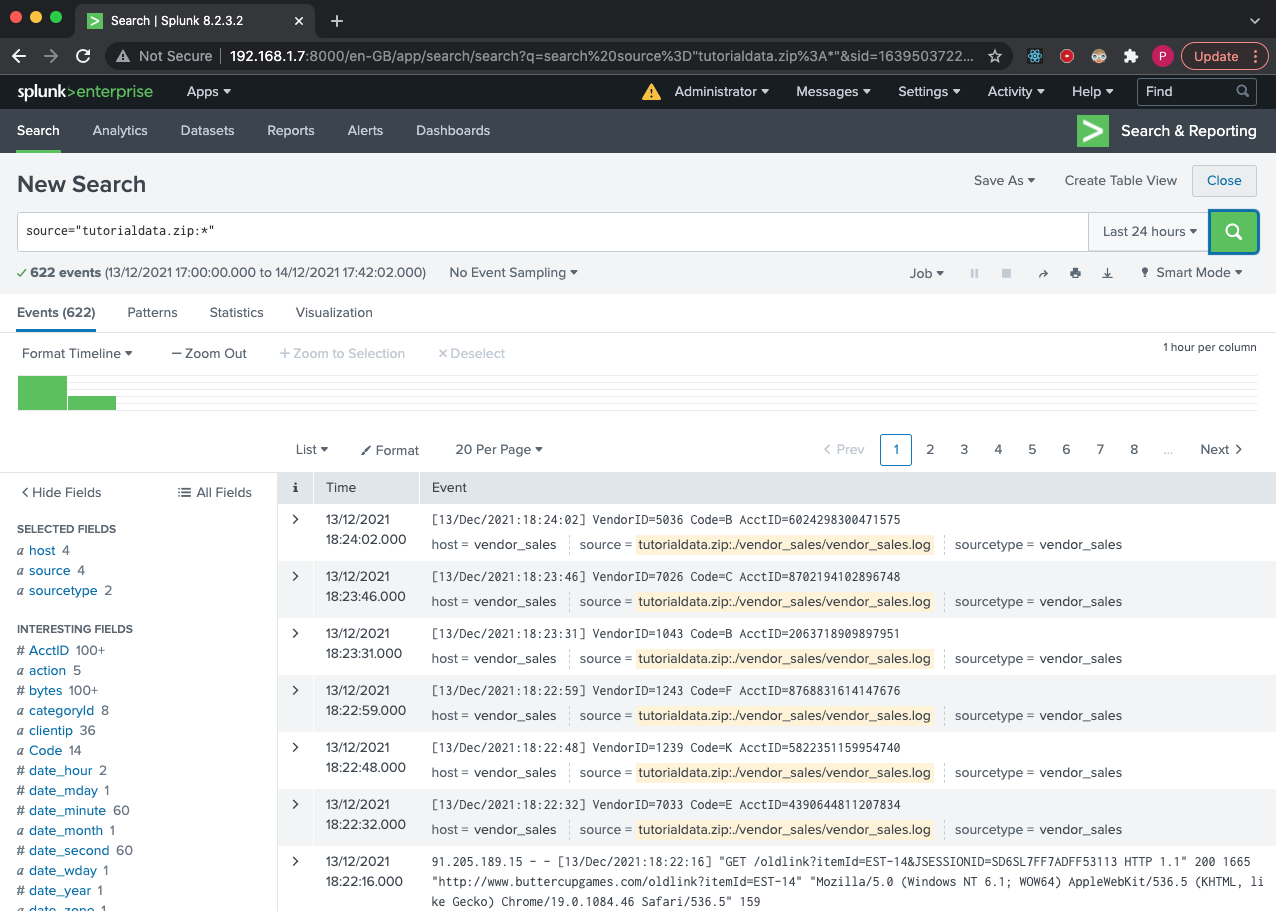 Search | Splunk 8.2.3.2
Not Secure 192.168.1.7:8000/en-GB/app/search/search?q=search%20source%3D"tutorialdata.zip%3A*"&sid=1639503722... P Update
splunk>enterprise Apps Administrator Messages Settings Activity Help Find
Search Analytics Datasets Reports Alerts Dashboards > Search & Reporting
New Search Save As Create Table View Close
source="tutorialdata.zip:*" Last 24 hours
622 events (13/12/2021 17:00:00.000 to 14/12/2021 17:42:02.000) No Event Sampling Job Smart Mode
Events (622) Patterns Statistics Visualization
Format Timeline — Zoom Out + Zoom to Selection × Deselect 1 hour per column
List Format 20 Per Page < Prev 1 2 3 4 5 6 7 8 ... Next >
< Hide Fields All Fields
SELECTED FIELDS
a host 4
a source 4
a sourcetype 2
INTERESTING FIELDS
# AcctID 100+
a action 5
# bytes 100+
a categoryId 8
a clientip 36
a Code 14
# date_hour 2
# date_mday 1
# date_minute 60
a date_month 1
# date_second 60
a date_wday 1
# date_year 1
a date_zone 1
i Time Event
13/12/2021 [13/Dec/2021:18:24:02] VendorID=5036 Code=B AcctID=6024298300471575
18:24:02.000 host = vendor_sales source = tutorialdata.zip:./vendor_sales/vendor_sales.log sourcetype = vendor_sales
13/12/2021 [13/Dec/2021:18:23:46] VendorID=7026 Code=C AcctID=8702194102896748
18:23:46.000 host = vendor_sales source = tutorialdata.zip:./vendor_sales/vendor_sales.log sourcetype = vendor_sales
13/12/2021 [13/Dec/2021:18:23:31] VendorID=1043 Code=B AcctID=2063718909897951
18:23:31.000 host = vendor_sales source = tutorialdata.zip:./vendor_sales/vendor_sales.log sourcetype = vendor_sales
13/12/2021 [13/Dec/2021:18:22:59] VendorID=1243 Code=F AcctID=8768831614147676
18:22:59.000 host = vendor_sales source = tutorialdata.zip:./vendor_sales/vendor_sales.log sourcetype = vendor_sales
13/12/2021 [13/Dec/2021:18:22:48] VendorID=1239 Code=K AcctID=5822351159954740
18:22:48.000 host = vendor_sales source = tutorialdata.zip:./vendor_sales/vendor_sales.log sourcetype = vendor_sales
13/12/2021 [13/Dec/2021:18:22:32] VendorID=7033 Code=E AcctID=4390644811207834
18:22:32.000 host = vendor_sales source = tutorialdata.zip:./vendor_sales/vendor_sales.log sourcetype = vendor_sales
13/12/2021 91.205.189.15 - - [13/Dec/2021:18:22:16] "GET /oldlink?itemId=EST-14&JSESSIONID=SD6SL7FF7ADFF53113 HTTP 1.1" 200 1665
18:22:16.000 "http://www.buttercupgames.com/oldlink?itemId=EST-14" "Mozilla/5.0 (Windows NT 6.1; WOW64) AppleWebKit/536.5 (KHTML, li
ke Gecko) Chrome/19.0.1084.46 Safari/536.5" 159